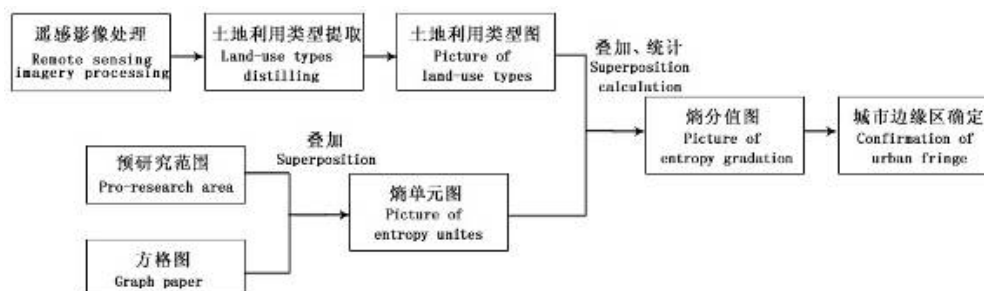 遥感影像处理
Remote sensing
imagery processing
土地利用类型提取
Land-use types
distilling
土地利用类型图
Picture of
land-use types
叠加、统计
Superposition
calculation
熵分值图
Picture of
entropy gradation
城市边缘区确定
Confirmation of
urban fringe
预研究范围
Pro-research area
叠加
Superposition
熵单元图
Picture of
entropy unites
方格图
Graph paper